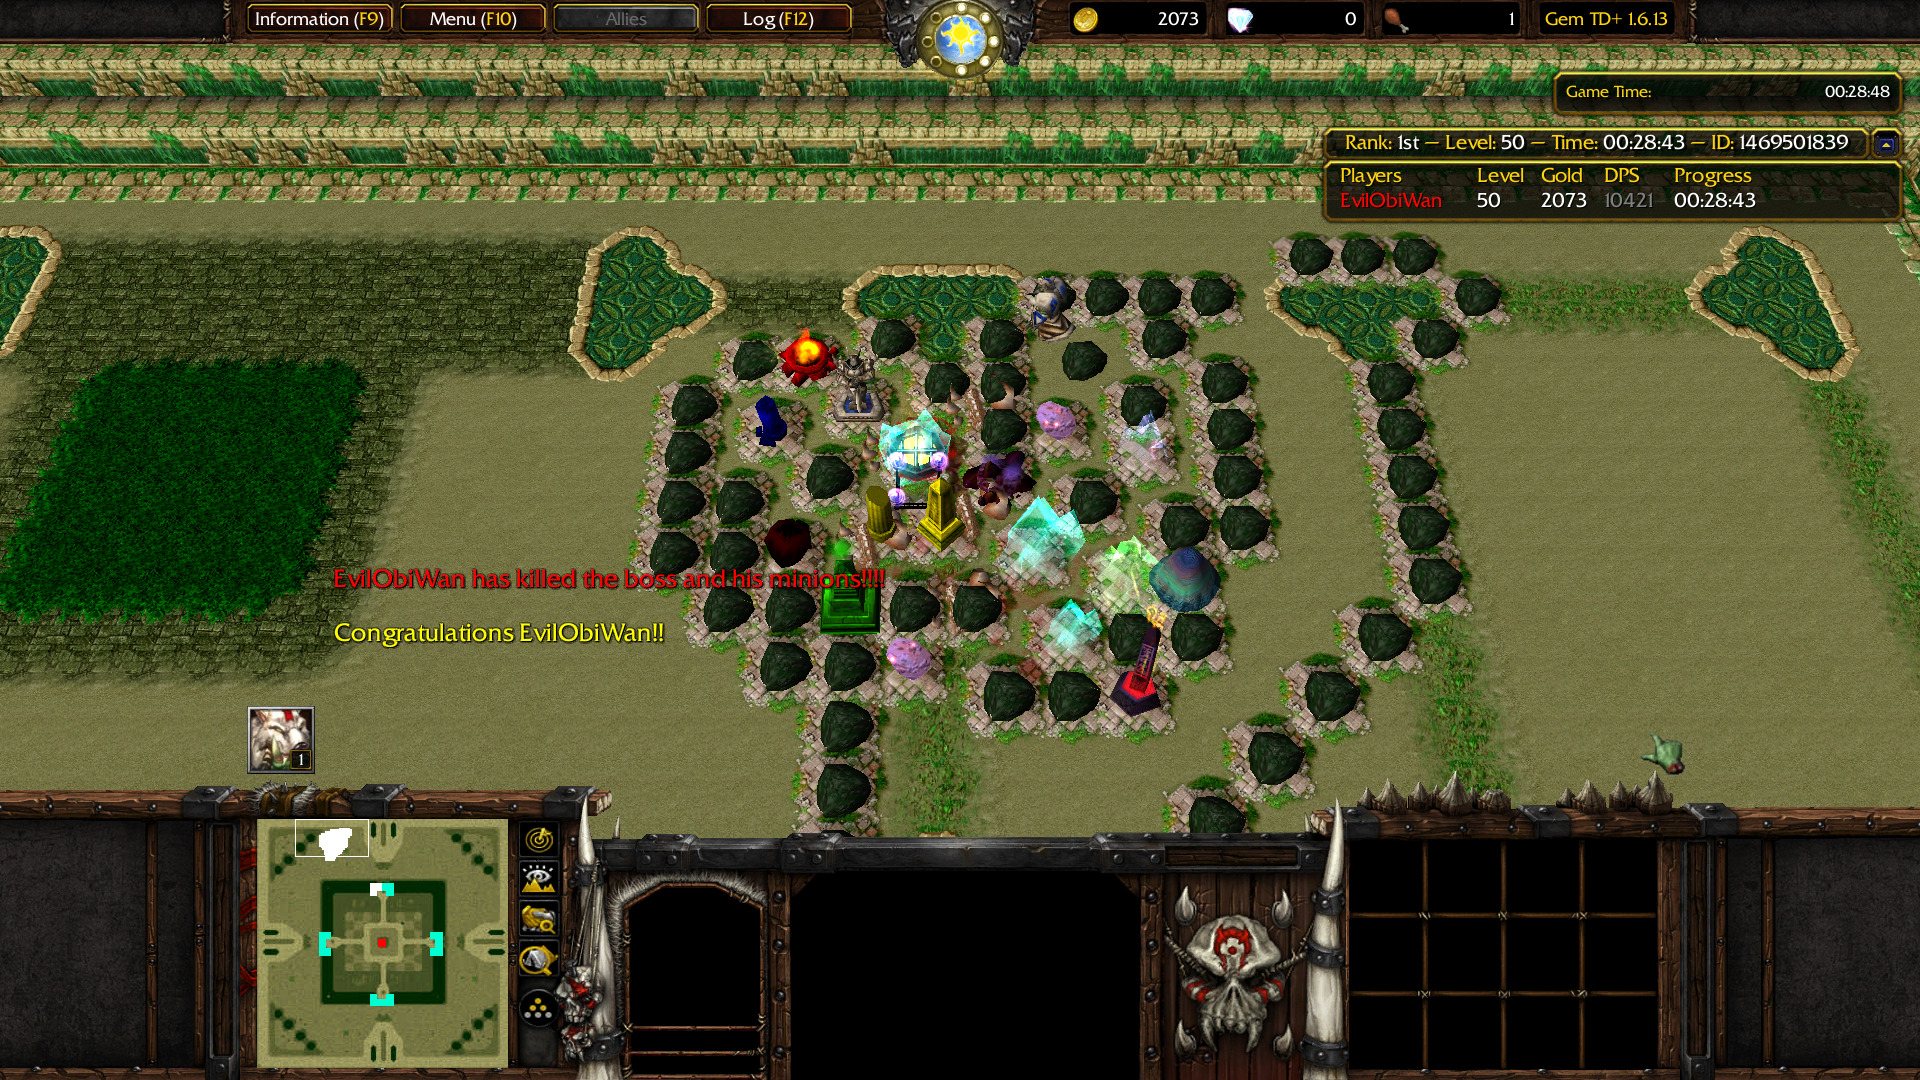 Information (F9) Menu (F10) Allies Log (F12) 2073 0 1 Gem TD+ 1.6.13
Game Time: 00:28:48
Rank: 1st – Level: 50 – Time: 00:28:43 – ID: 1469501839
Players Level Gold DPS Progress
EvilObiWan 50 2073 10421 00:28:43
EvilObiWan has killed the boss and his minions!!!!
Congratulations EvilObiWan!!
1